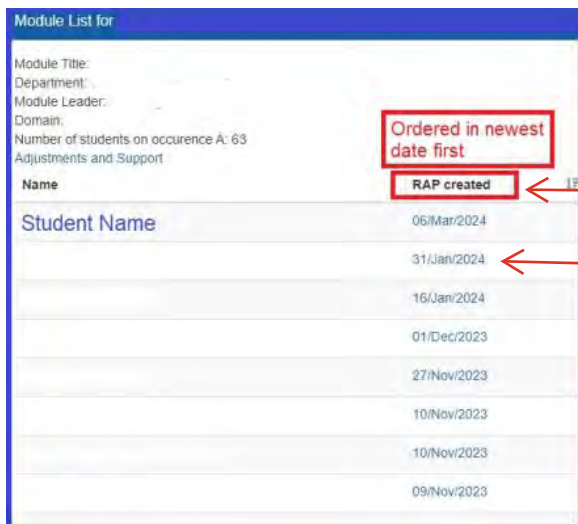 Module List for
Module Title:
Department:
Module Leader:
Domain:
Number of students on occurence A: 63
Adjustments and Support
Ordered in newest
date first
Name RAP created
Student Name 06/Mar/2024
31/Jan/2024
16/Jan/2024
01/Dec/2023
27/Nov/2023
10/Nov/2023
10/Nov/2023
09/Nov/2023